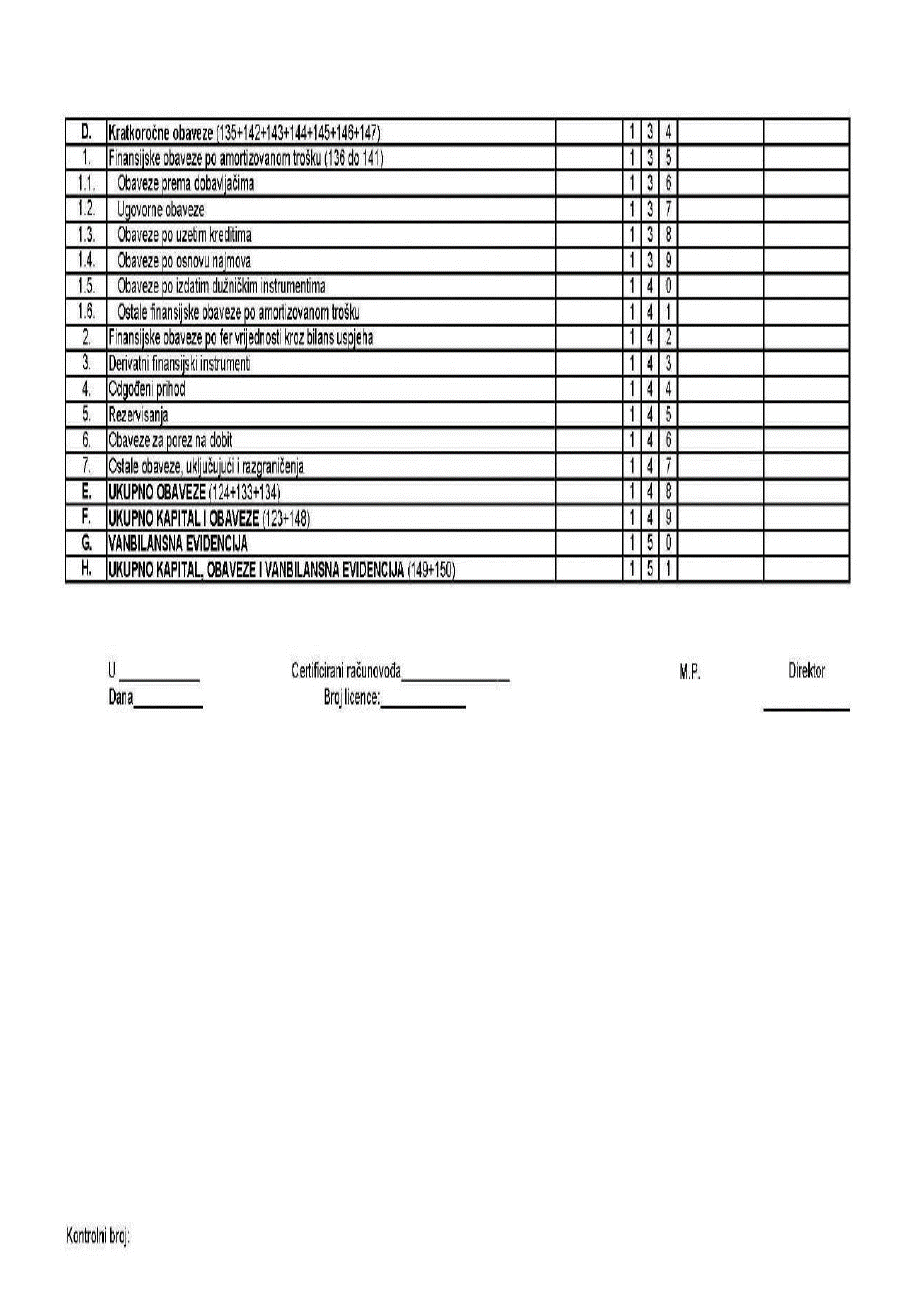 D. Kratkoročne obaveze (135+142+143+144+145+146+147) 1 3 4
1. Finansijske obaveze po amortizovanom trošku (136 do 141) 1 3 5
1.1. Obaveze prema dobavljačima 1 3 6
1.2. Ugovorne obaveze 1 3 7
1.3. Obaveze po uzetim kreditima 1 3 8
1.4. Obaveze po osnovu najmova 1 3 9
1.5. Obaveze po izdatim dužničkim instrumentima 1 4 0
1.6. Ostale finansijske obaveze po amortizovanom trošku 1 4 1
2. Finansijske obaveze po fer vrijednosti kroz bilans uspjeha 1 4 2
3. Derivatni finansijski instrumenti 1 4 3
4. Odgođeni prihod 1 4 4
5. Rezervisanja 1 4 5
6. Obaveze za porez na dobit 1 4 6
7. Ostale obaveze, uključujući i razgraničenja 1 4 7
E. UKUPNO OBAVEZE (124+133+134) 1 4 8
F. UKUPNO KAPITAL I OBAVEZE (123+148) 1 4 9
G. VANBILANSNA EVIDENCIJA 1 5 0
H. UKUPNO KAPITAL, OBAVEZE I VANBILANSNA EVIDENCIJA (149+150) 1 5 1
U ____________ Certificirani računovođa________________ M.P. Direktor
Dana__________ Broj licence:____________ ____________
Kontrolni broj: